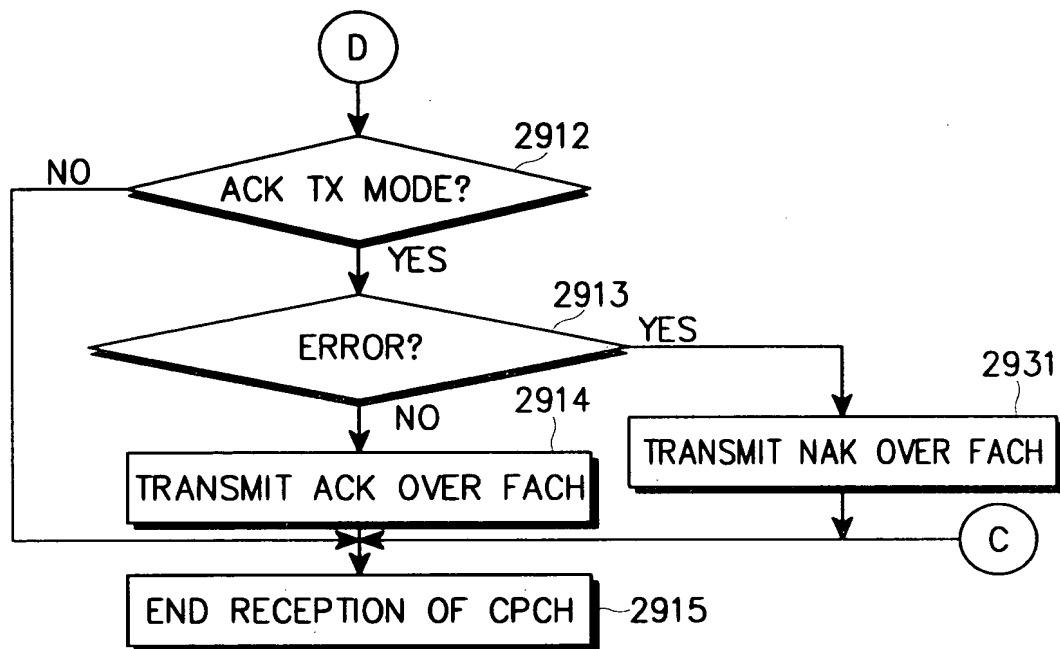 D
2912
NO
ACK TX MODE?
YES
2913
ERROR?
YES
2931
2914
NO
TRANSMIT NAK OVER FACH
TRANSMIT ACK OVER FACH
C
END RECEPTION OF CPCH
2915